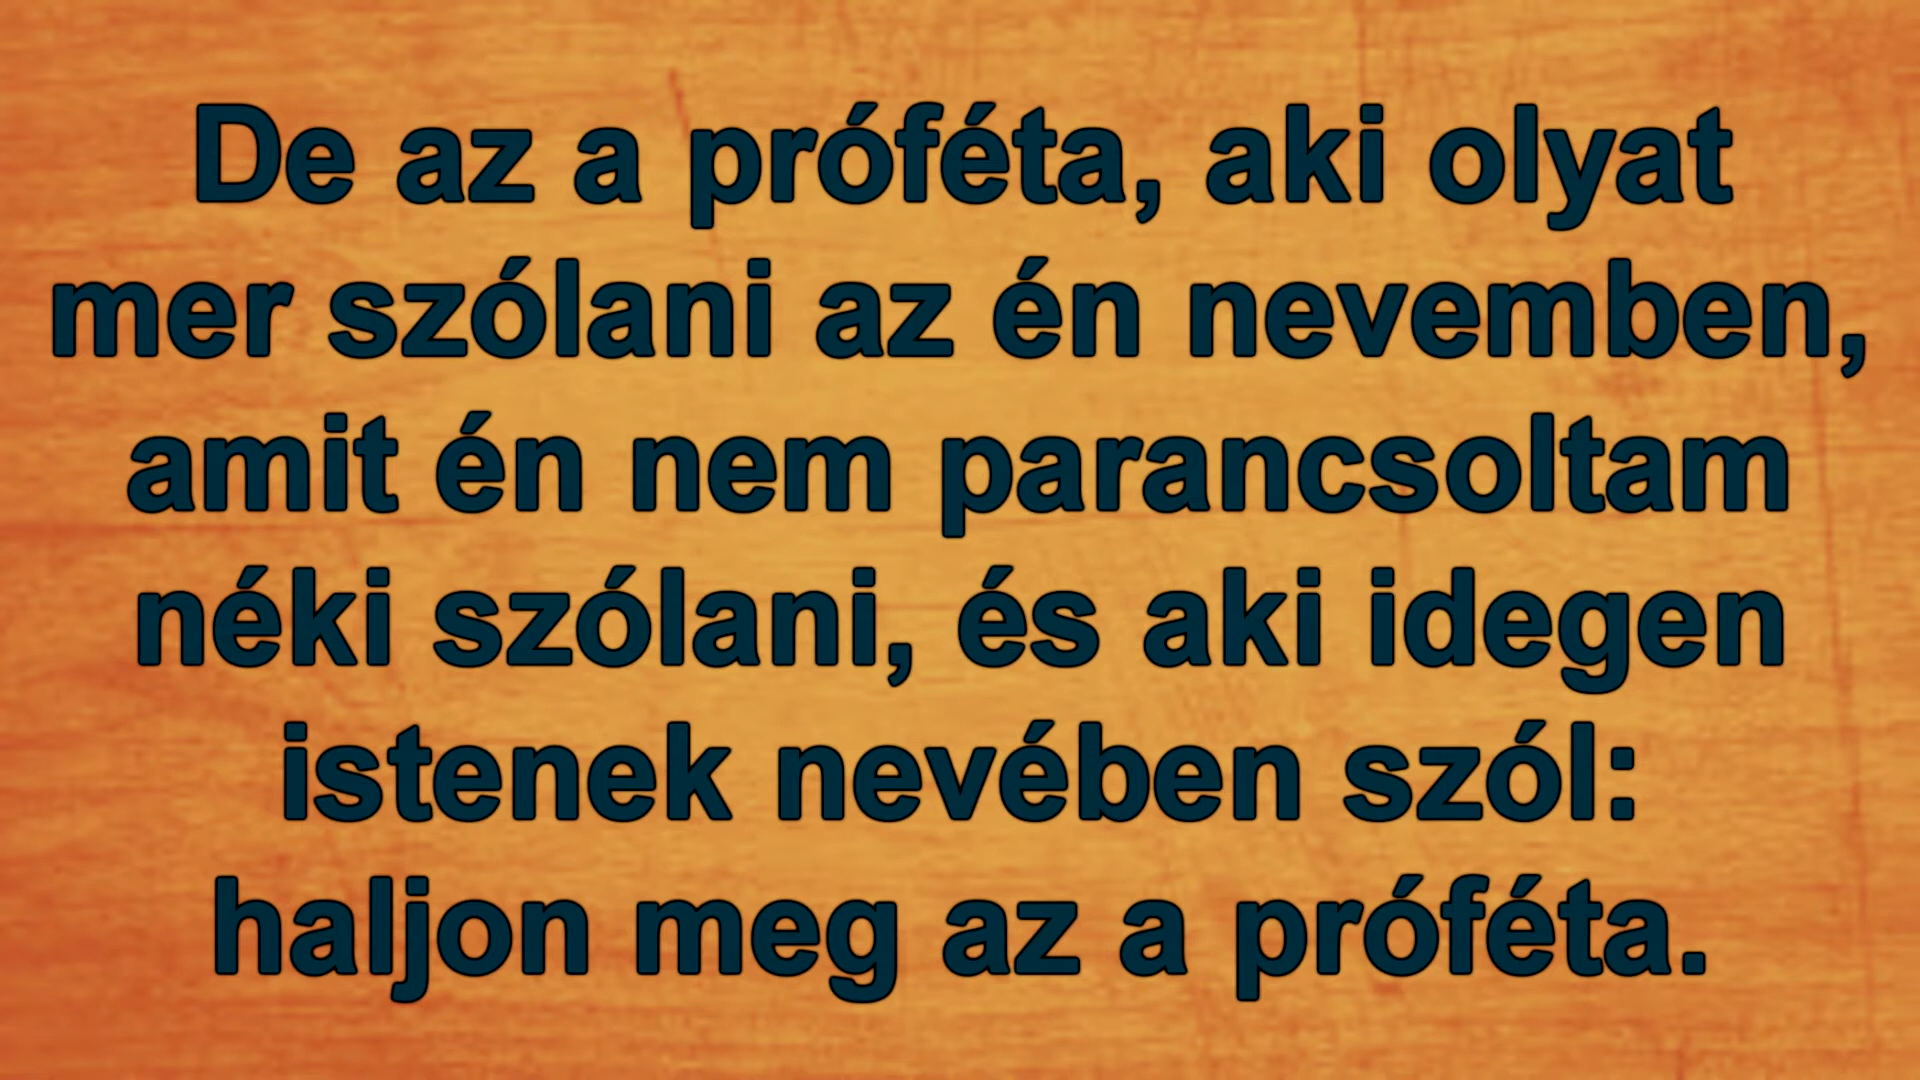 De az a próféta, aki olyat
mer szólani az én nevemben,
amit én nem parancsoltam
néki szólani, és aki idegen
istenek nevében szól:
haljon meg az a próféta.